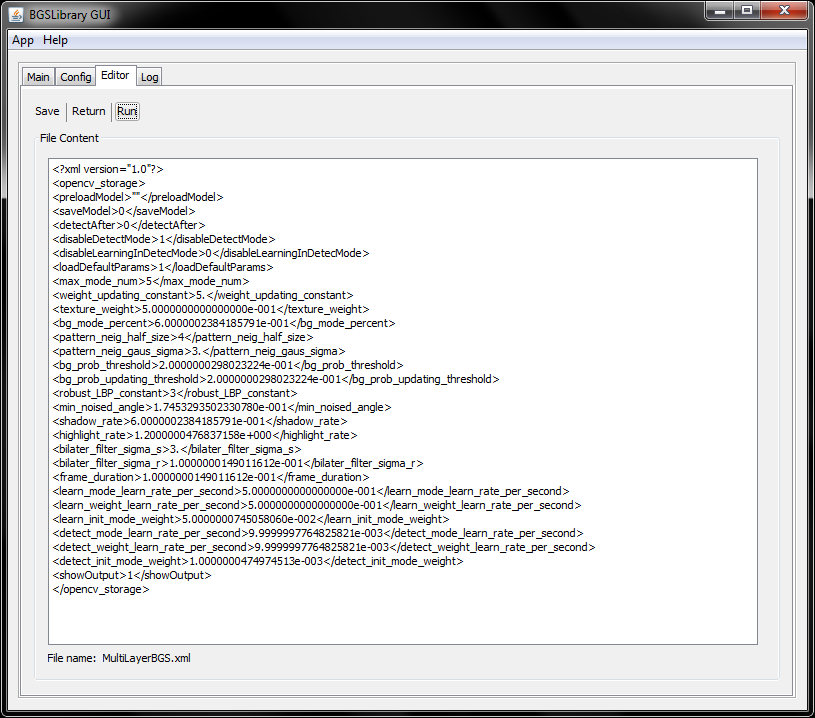 BGSLibrary GUI
App Help
Main Config Editor Log
Save Return Run
File Content
<?xml version="1.0"?>
<opencv_storage>
<preloadModel>""</preloadModel>
<saveModel>0</saveModel>
<detectAfter>0</detectAfter>
<disableDetectMode>1</disableDetectMode>
<disableLearningInDetecMode>0</disableLearningInDetecMode>
<loadDefaultParams>1</loadDefaultParams>
<max_mode_num>5</max_mode_num>
<weight_updating_constant>5.</weight_updating_constant>
<texture_weight>5.0000000000000000e-001</texture_weight>
<bg_mode_percent>6.0000002384185791e-001</bg_mode_percent>
<pattern_neig_half_size>4</pattern_neig_half_size>
<pattern_neig_gaus_sigma>3.</pattern_neig_gaus_sigma>
<bg_prob_threshold>2.0000000298023224e-001</bg_prob_threshold>
<bg_prob_updating_threshold>2.0000000298023224e-001</bg_prob_updating_threshold>
<robust_LBP_constant>3</robust_LBP_constant>
<min_noised_angle>1.7453293502330780e-001</min_noised_angle>
<shadow_rate>6.0000002384185791e-001</shadow_rate>
<highlight_rate>1.2000000476837158e+000</highlight_rate>
<bilater_filter_sigma_s>3.</bilater_filter_sigma_s>
<bilater_filter_sigma_r>1.0000000149011612e-001</bilater_filter_sigma_r>
<frame_duration>1.0000000149011612e-001</frame_duration>
<learn_mode_learn_rate_per_second>5.0000000000000000e-001</learn_mode_learn_rate_per_second>
<learn_weight_learn_rate_per_second>5.0000000000000000e-001</learn_weight_learn_rate_per_second>
<learn_init_mode_weight>5.0000000745058060e-002</learn_init_mode_weight>
<detect_mode_learn_rate_per_second>9.9999997764825821e-003</detect_mode_learn_rate_per_second>
<detect_weight_learn_rate_per_second>9.9999997764825821e-003</detect_weight_learn_rate_per_second>
<detect_init_mode_weight>1.0000000474974513e-003</detect_init_mode_weight>
<showOutput>1</showOutput>
</opencv_storage>
File name: MultiLayerBGS.xml